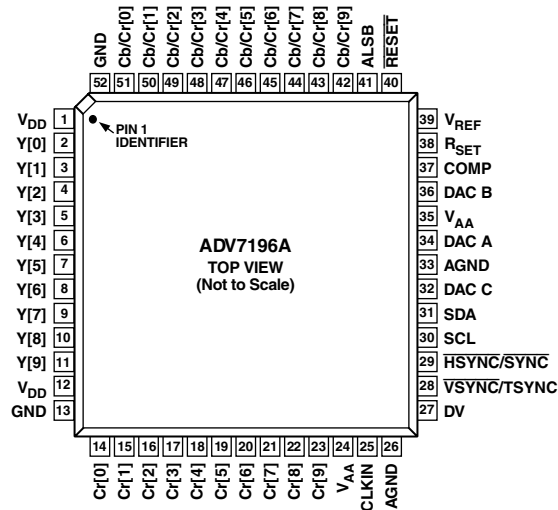 GND
Cb/Cr[0]
Cb/Cr[1]
Cb/Cr[2]
Cb/Cr[3]
Cb/Cr[4]
Cb/Cr[5]
Cb/Cr[6]
Cb/Cr[7]
Cb/Cr[8]
Cb/Cr[9]
ALSB
RESET
52 51 50 49 48 47 46 45 44 43 42 41 40
VDD 1
Y[0] 2
Y[1] 3
Y[2] 4
Y[3] 5
Y[4] 6
Y[5] 7
Y[6] 8
Y[7] 9
Y[8] 10
Y[9] 11
VDD 12
GND 13
PIN 1
IDENTIFIER
ADV7196A
TOP VIEW
(Not to Scale)
39 VREF
38 RSET
37 COMP
36 DAC B
35 VAA
34 DAC A
33 AGND
32 DAC C
31 SDA
30 SCL
29 HSYNC/SYNC
28 VSYNC/TSYNC
27 DV
14 15 16 17 18 19 20 21 22 23 24 25 26
Cr[0]
Cr[1]
Cr[2]
Cr[3]
Cr[4]
Cr[5]
Cr[6]
Cr[7]
Cr[8]
Cr[9]
VAA
CLKIN
AGND